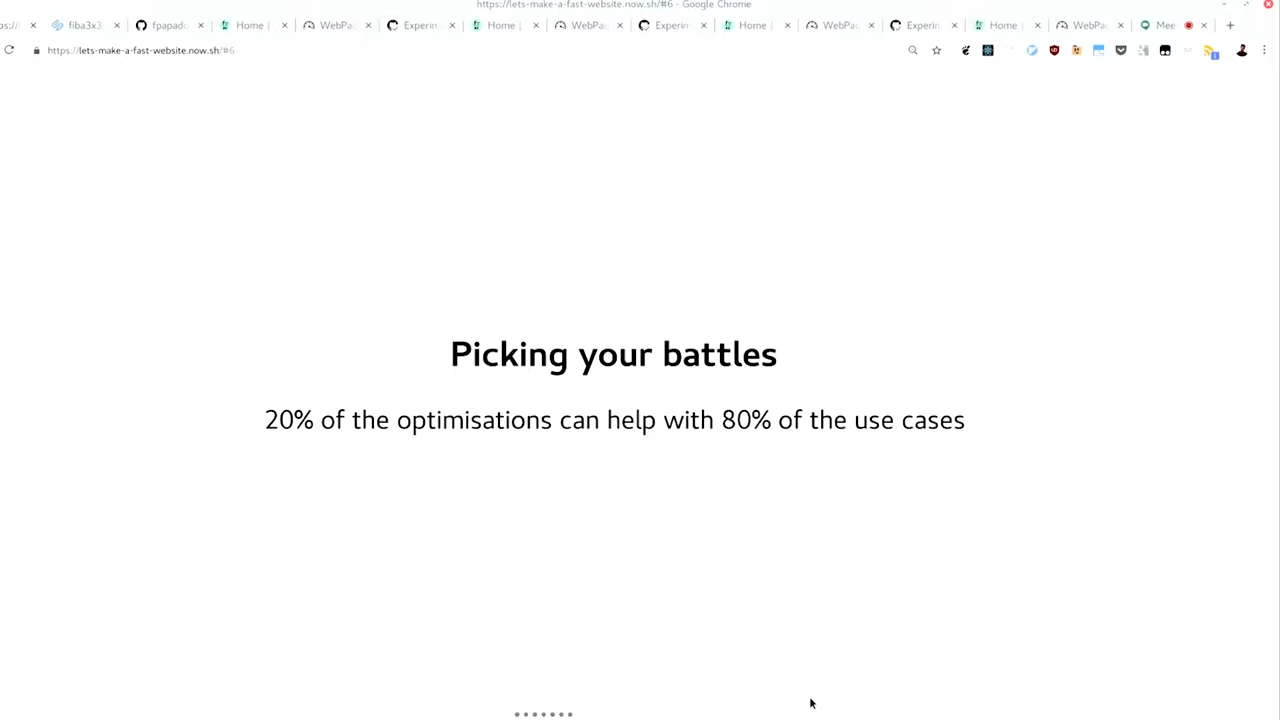 https://lets-make-a-fast-website.now.sh/#6 - Google Chrome
ps:// fiba3x3 fpapado Home WebPa Experim Home WebPa Experim Home WebPa Experim Home WebPa Mee
https://lets-make-a-fast-website.now.sh/#6
Picking your battles
20% of the optimisations can help with 80% of the use cases